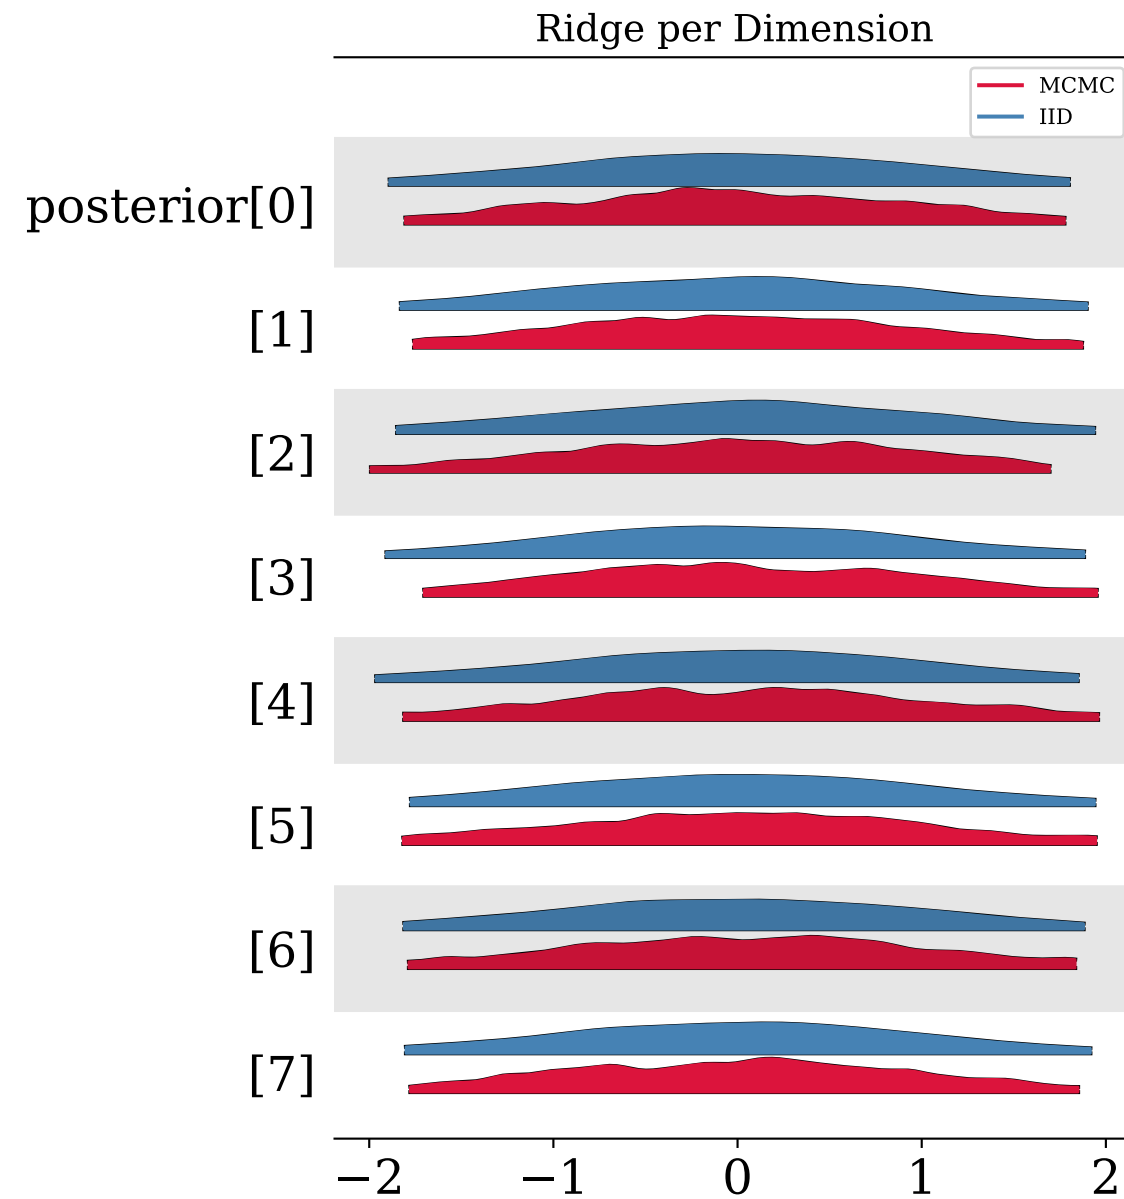 Ridge per Dimension
MCMC
IID
posterior[0]
[1]
[2]
[3]
[4]
[5]
[6]
[7]
−2 −1 0 1 2